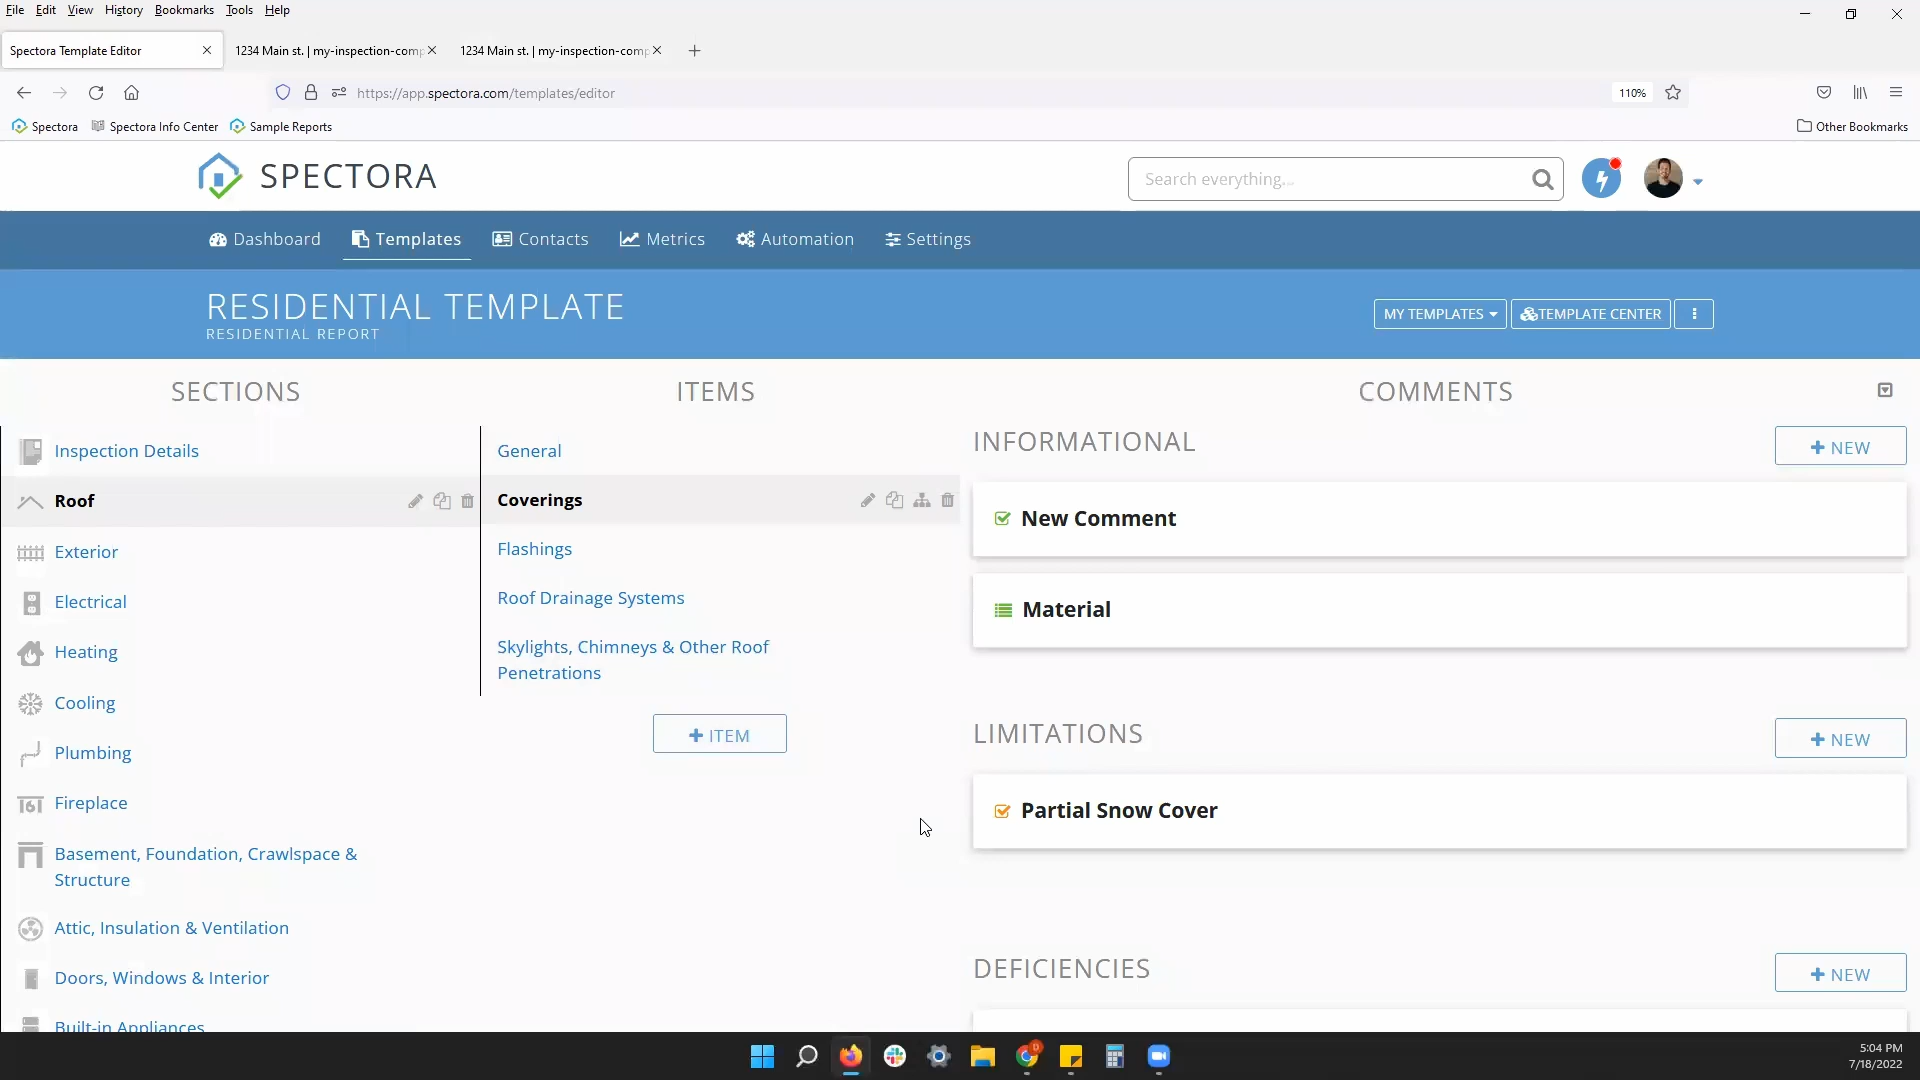 File Edit View History Bookmarks Tools Help
Spectora Template Editor
1234 Main st. | my-inspection-comp
1234 Main st. | my-inspection-comp
https://app.spectora.com/templates/editor
110%
Spectora
Spectora Info Center
Sample Reports
Other Bookmarks
SPECTORA
Search everything...
Dashboard
Templates
Contacts
Metrics
Automation
Settings
RESIDENTIAL TEMPLATE
RESIDENTIAL REPORT
MY TEMPLATES
TEMPLATE CENTER
SECTIONS
Inspection Details
Roof
Exterior
Electrical
Heating
Cooling
Plumbing
Fireplace
Basement, Foundation, Crawlspace &
Structure
Attic, Insulation & Ventilation
Doors, Windows & Interior
Built-in Appliances
ITEMS
General
Coverings
Flashings
Roof Drainage Systems
Skylights, Chimneys & Other Roof
Penetrations
+ ITEM
COMMENTS
INFORMATIONAL
+ NEW
New Comment
Material
LIMITATIONS
+ NEW
Partial Snow Cover
DEFICIENCIES
+ NEW
5:04 PM
7/18/2022